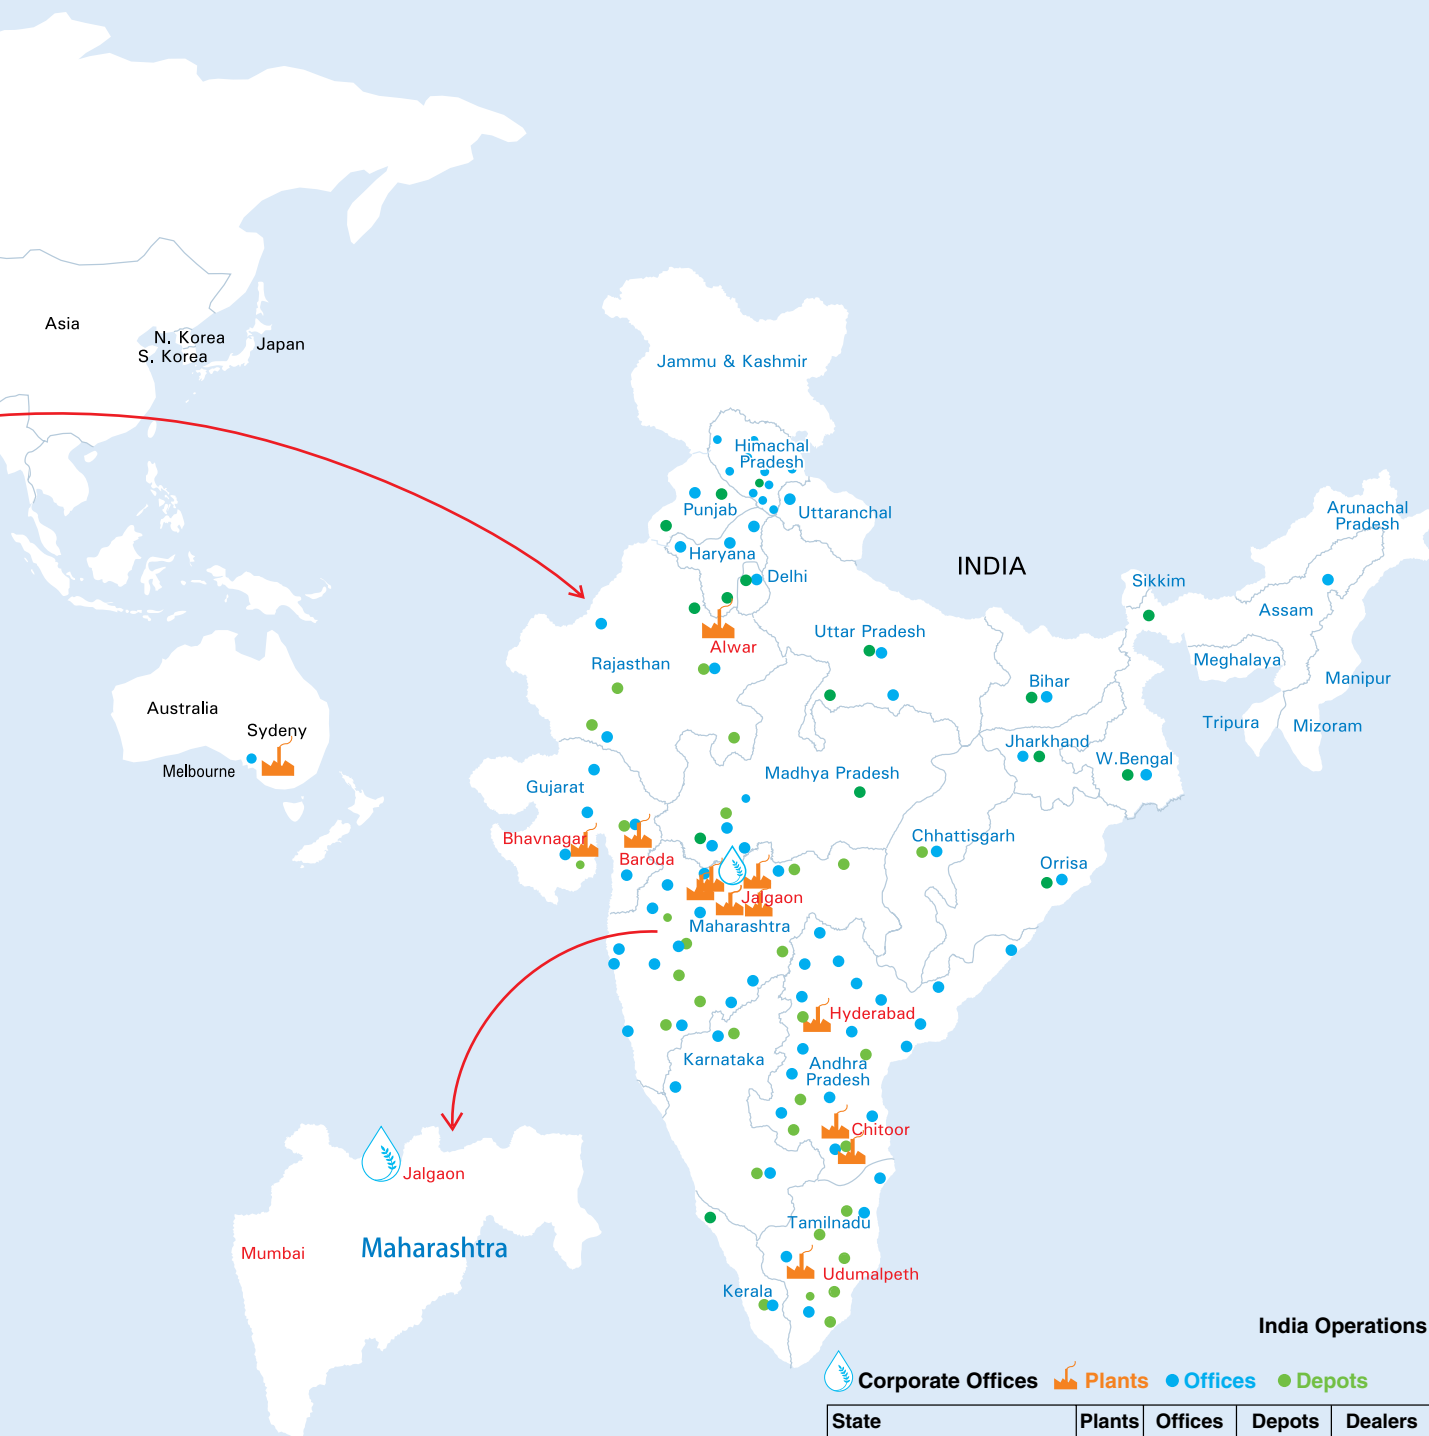 Asia
N. Korea
S. Korea
Japan
Jammu & Kashmir
Himachal
Pradesh
Punjab
Uttaranchal
Haryana
Delhi
INDIA
Arunachal
Pradesh
Sikkim
Assam
Meghalaya
Manipur
Tripura
Mizoram
Alwar
Rajasthan
Uttar Pradesh
Bihar
Jharkhand
W.Bengal
Australia
Sydeny
Melbourne
Gujarat
Madhya Pradesh
Bhavnagar
Baroda
Chhattisgarh
Orrisa
Jalgaon
Maharashtra
Hyderabad
Karnataka
Andhra
Pradesh
Chitoor
Jalgaon
Mumbai
Maharashtra
Tamilnadu
Udumalpeth
Kerala
India Operations
Corporate Offices Plants Offices Depots
State Plants Offices Depots Dealers